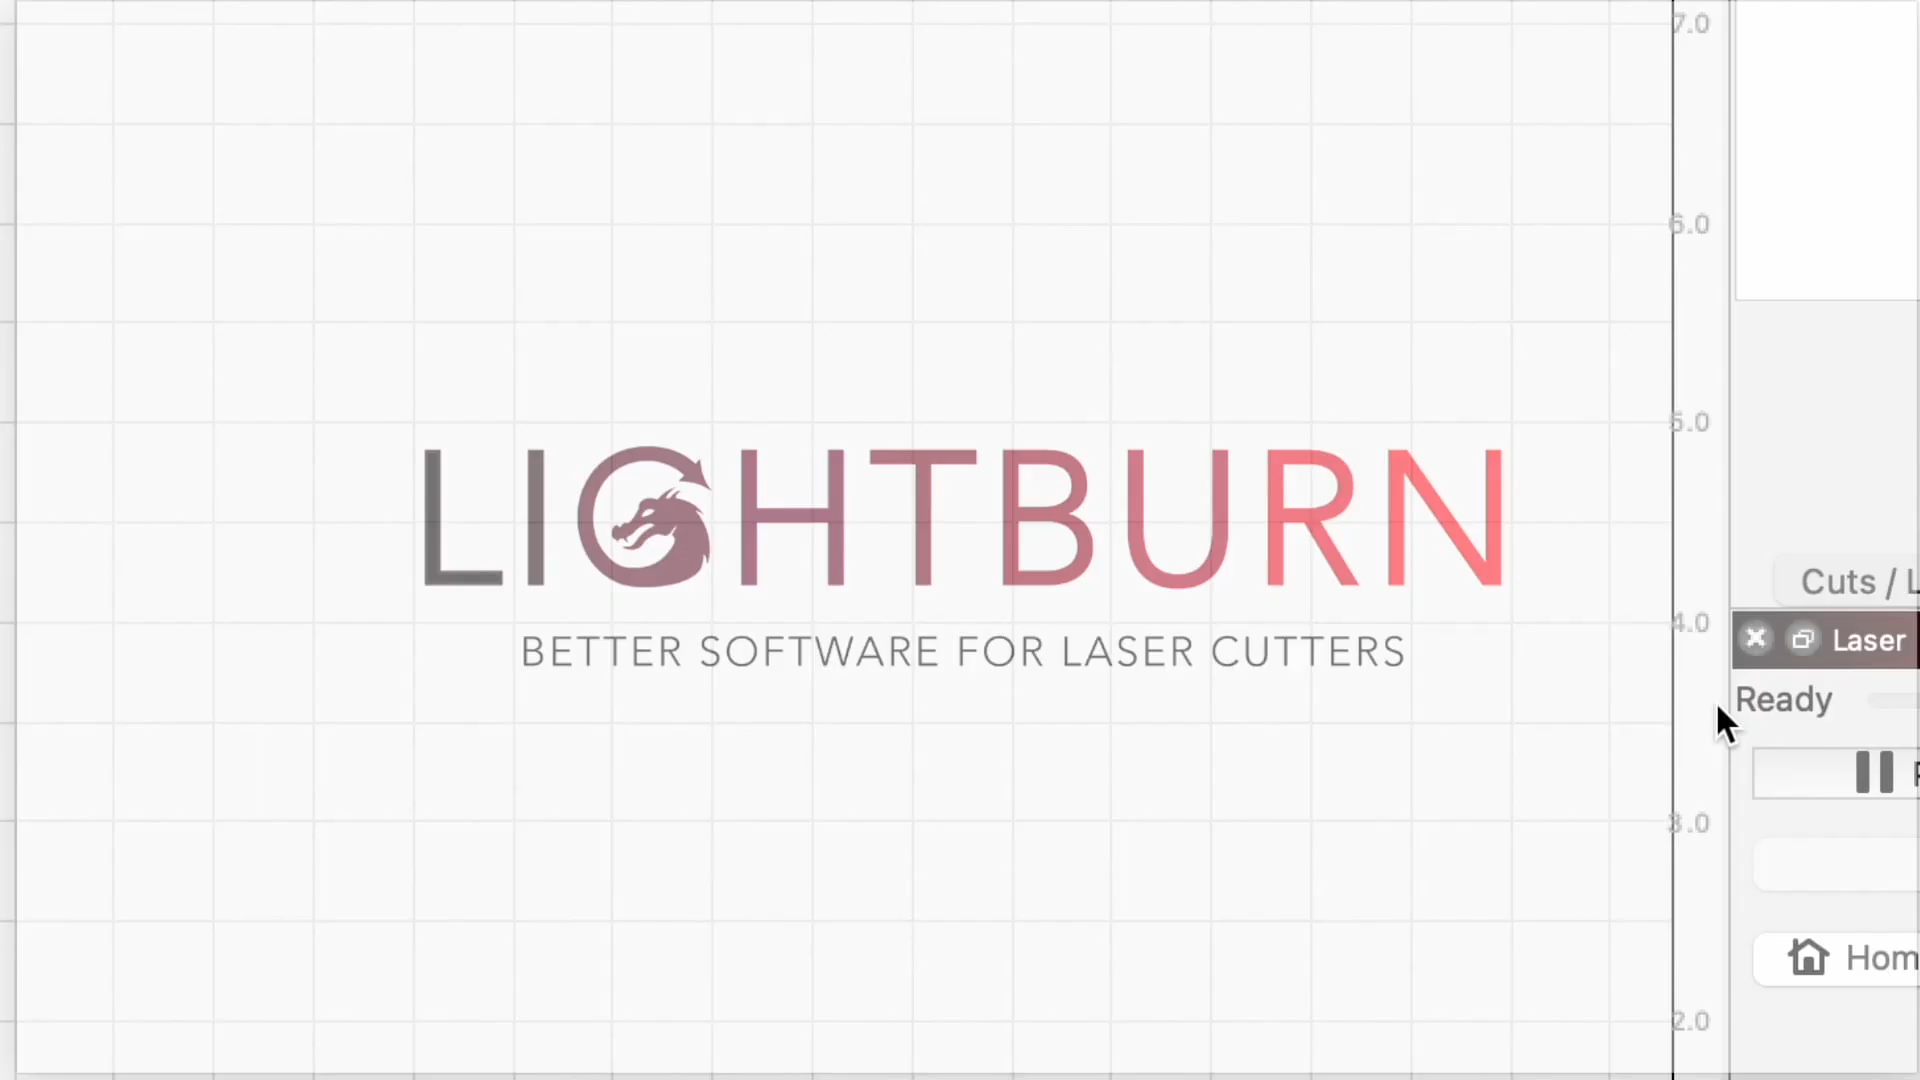 7.0
6.0
5.0
LIGHTBURN
Cuts / L
4.0
Laser
BETTER SOFTWARE FOR LASER CUTTERS
Ready
3.0
Hom
2.0